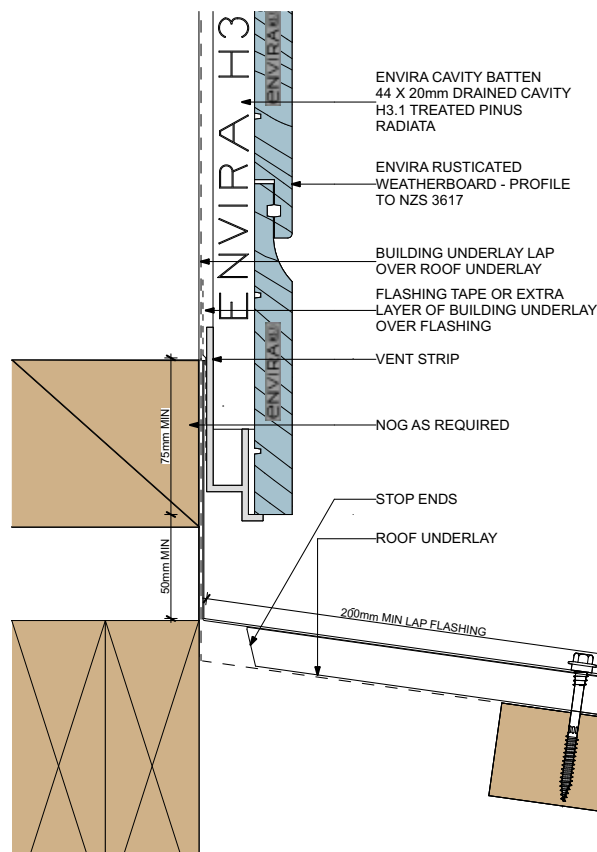 ENVIRA H3
ENVIRA
ENVIRA CAVITY BATTEN
44 X 20mm DRAINED CAVITY
H3.1 TREATED PINUS
RADIATA
ENVIRA RUSTICATED
WEATHERBOARD - PROFILE
TO NZS 3617
BUILDING UNDERLAY LAP
OVER ROOF UNDERLAY
FLASHING TAPE OR EXTRA
LAYER OF BUILDING UNDERLAY
OVER FLASHING
VENT STRIP
ENVIRA
NOG AS REQUIRED
75mm MIN
STOP ENDS
ROOF UNDERLAY
50mm MIN
200mm MIN LAP FLASHING